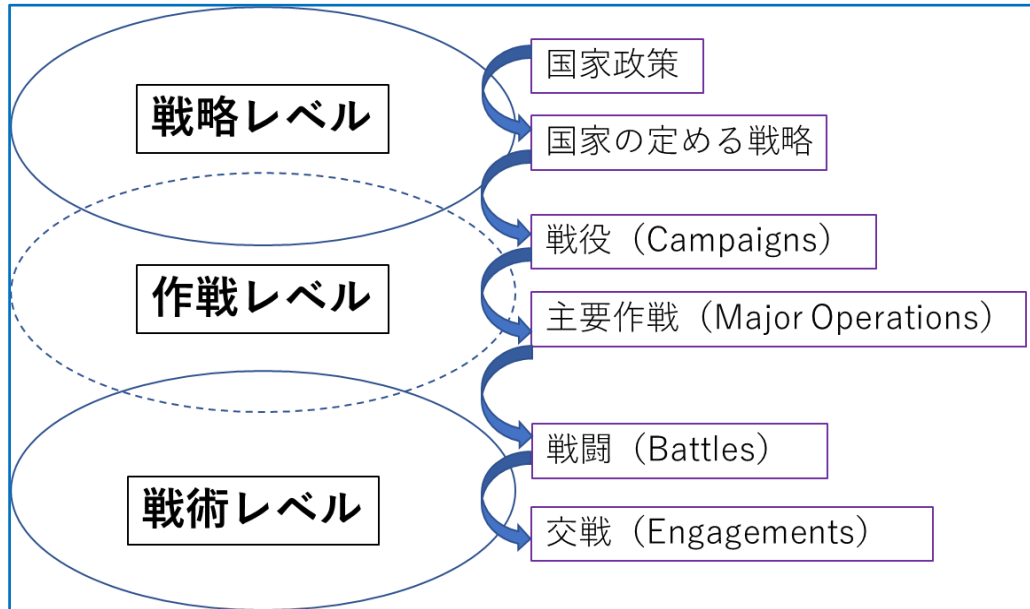 戦略レベル
国家政策
国家の定める戦略
作戦レベル
戦役（Campaigns）
主要作戦（Major Operations）
戦術レベル
戦闘（Battles）
交戦（Engagements）